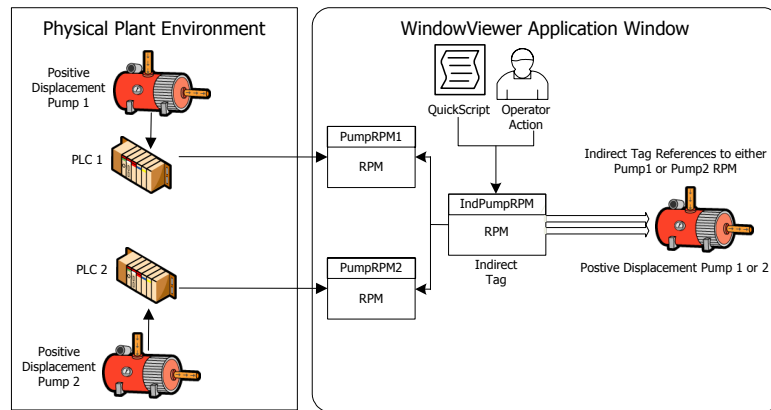 Physical Plant Environment
Positive
Displacement
Pump 1
PLC 1
PLC 2
Positive
Displacement
Pump 2
WindowViewer Application Window
QuickScript
Operator
Action
PumpRPM1
RPM
IndPumpRPM
RPM
Indirect
Tag
PumpRPM2
RPM
Indirect Tag References to either
Pump1 or Pump2 RPM
Postive Displacement Pump 1 or 2